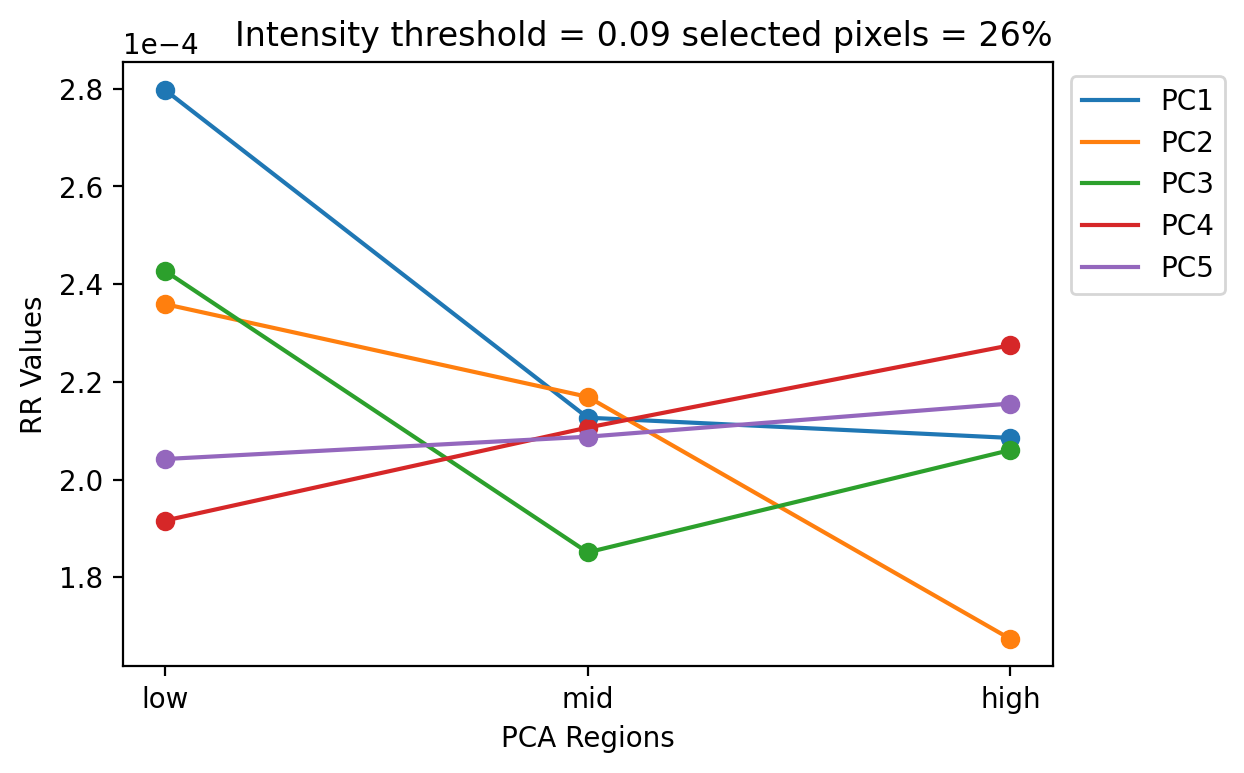 1e−4
Intensity threshold = 0.09 selected pixels = 26%
2.8
2.6
2.4
2.2
2.0
1.8
RR Values
low
mid
high
PCA Regions
PC1
PC2
PC3
PC4
PC5